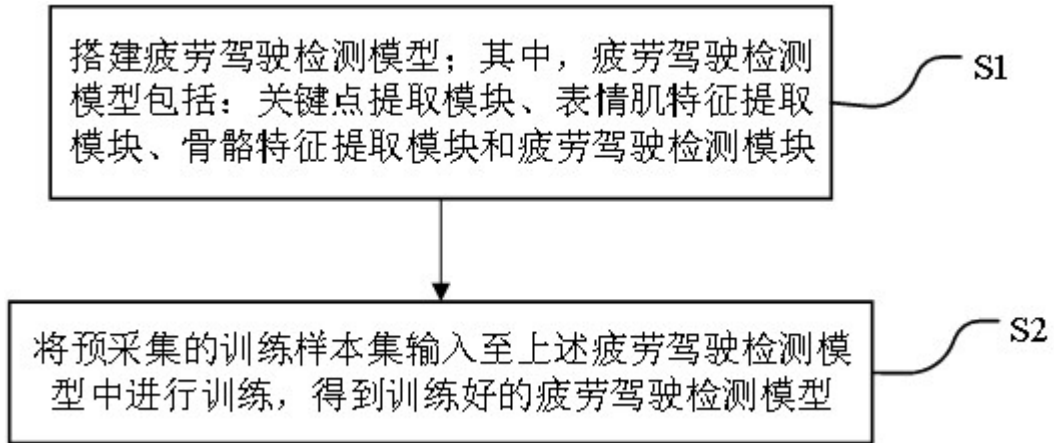 搭建疲劳驾驶检测模型；其中，疲劳驾驶检测
模型包括：关键点提取模块、表情肌特征提取
模块、骨骼特征提取模块和疲劳驾驶检测模块
S1
将预采集的训练样本集输入至上述疲劳驾驶检测模
型中进行训练，得到训练好的疲劳驾驶检测模型
S2